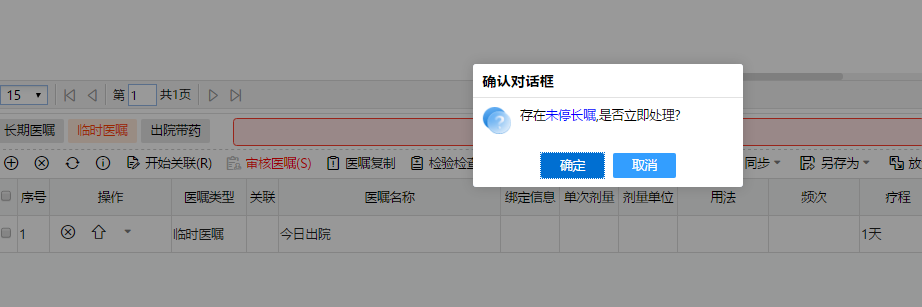 15 第 1 共1页
确认对话框
存在未停长嘱,是否立即处理?
确定 取消
长期医嘱 临时医嘱 出院带药
开始关联(R) 审核医嘱(S) 医嘱复制 检验检查 同步 另存为 放
序号 操作 医嘱类型 关联 医嘱名称 绑定信息 单次剂量 剂量单位 用法 频次 疗程
1 临时医嘱 今日出院 1天